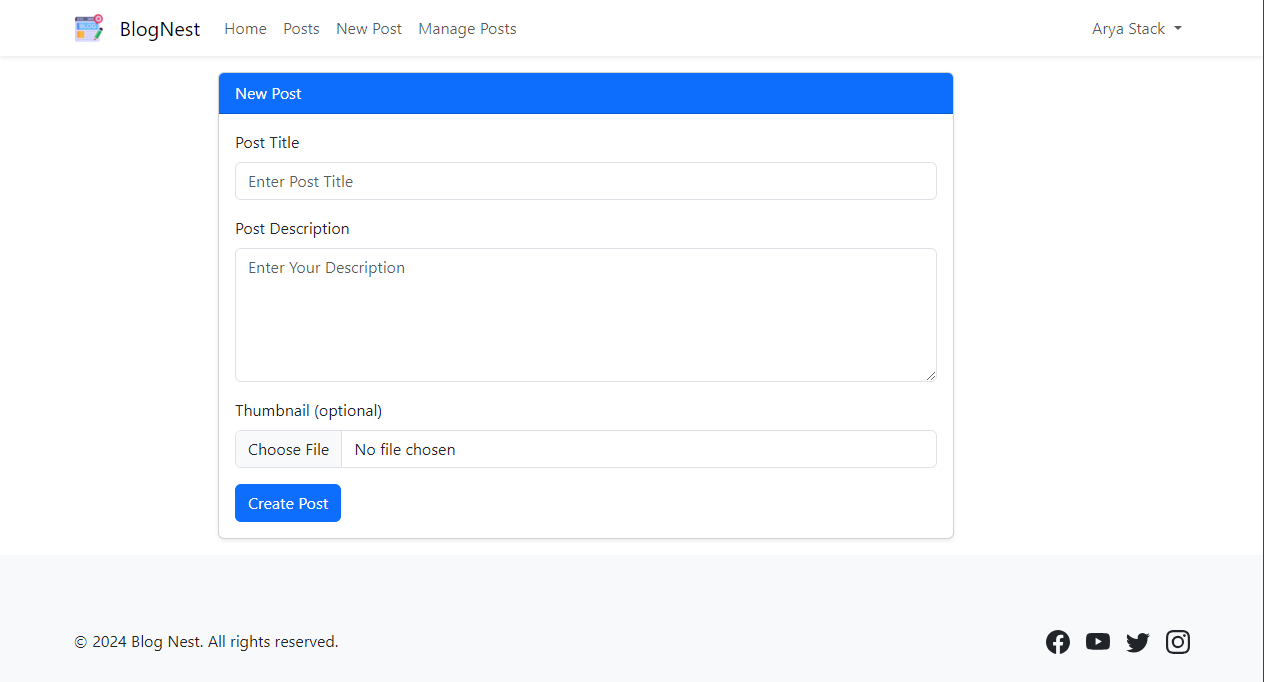 BlogNest Home Posts New Post Manage Posts Arya Stack
New Post
Post Title
Enter Post Title
Post Description
Enter Your Description
Thumbnail (optional)
Choose File No file chosen
Create Post
© 2024 Blog Nest. All rights reserved.